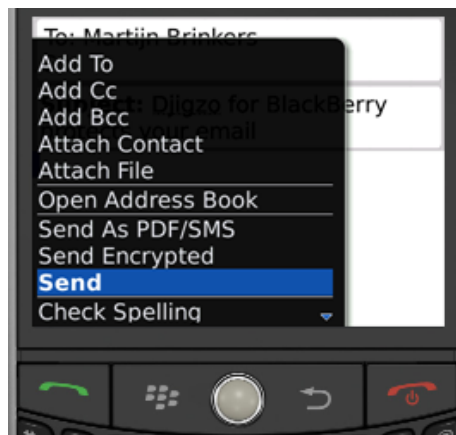 To: Martijn Brinkers
Subject: Djigzo for BlackBerry
protects your email
Add To
Add Cc
Add Bcc
Attach Contact
Attach File
Open Address Book
Send As PDF/SMS
Send Encrypted
Send
Check Spelling